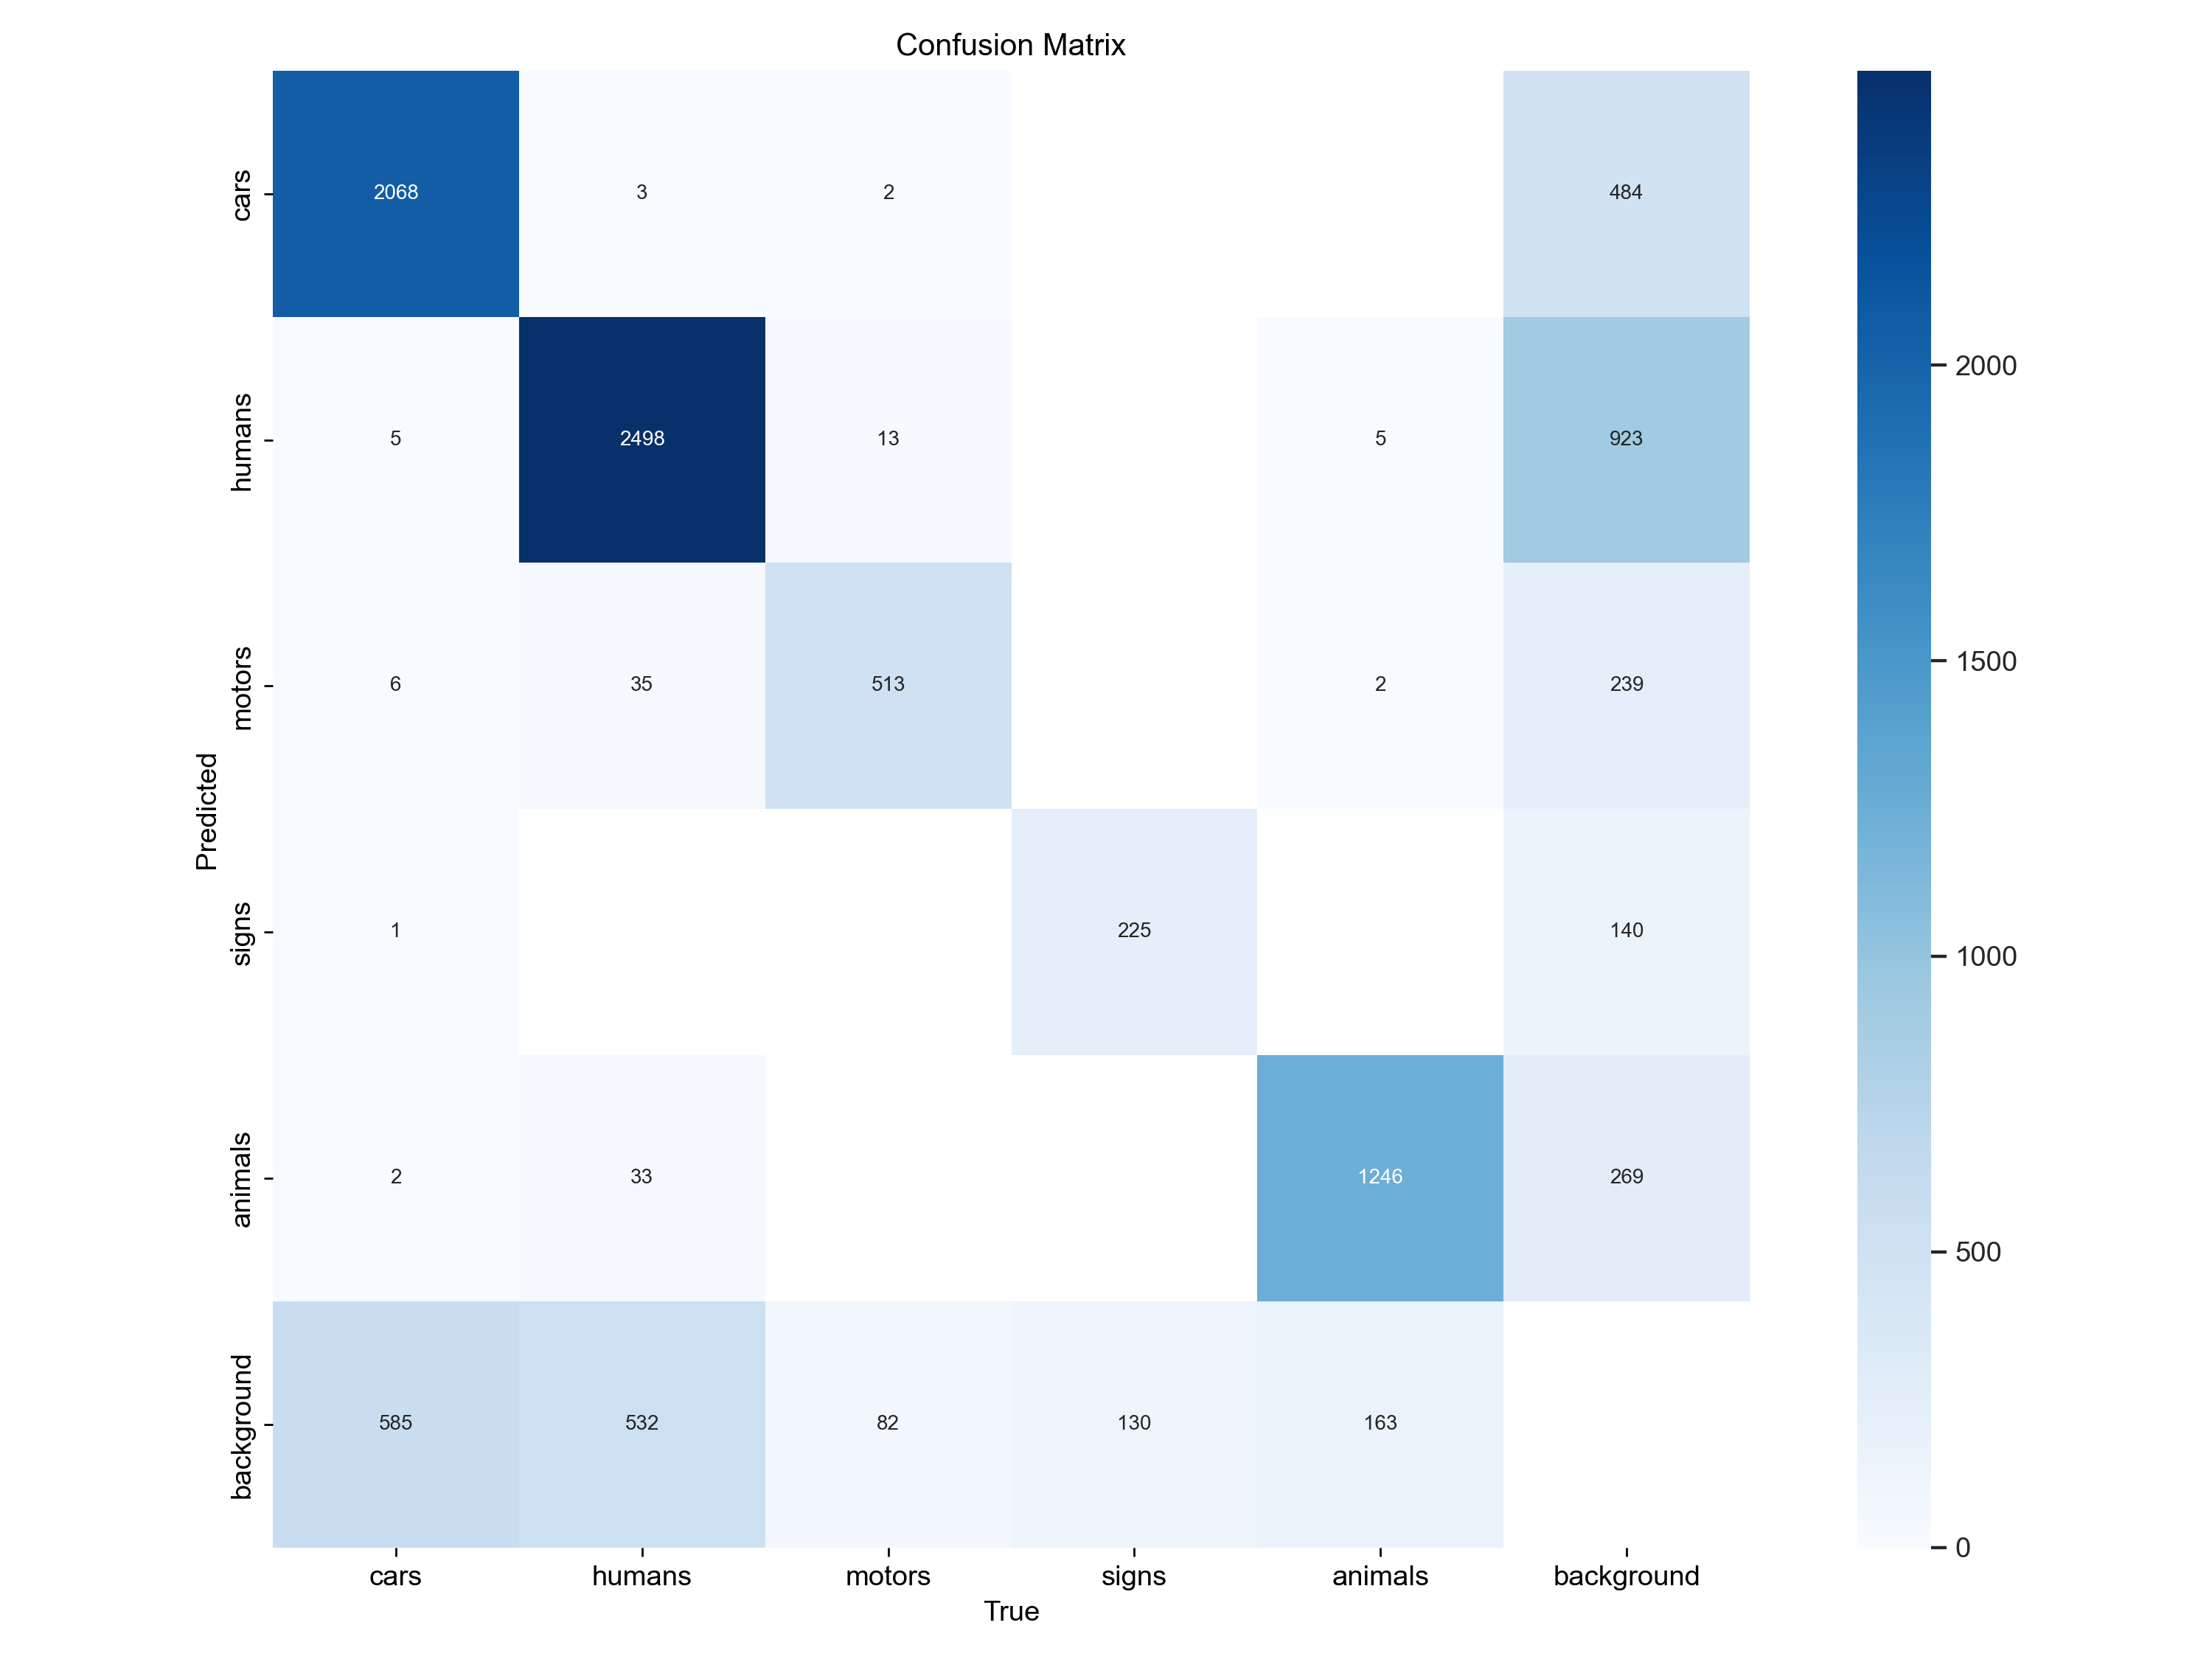 Confusion Matrix
cars 2068 3 2 484
humans 5 2498 13 5 923
motors 6 35 513 2 239
signs 1 225 140
animals 2 33 1246 269
background 585 532 82 130 163
cars humans motors signs animals background
True
Predicted
2000
1500
1000
500
0